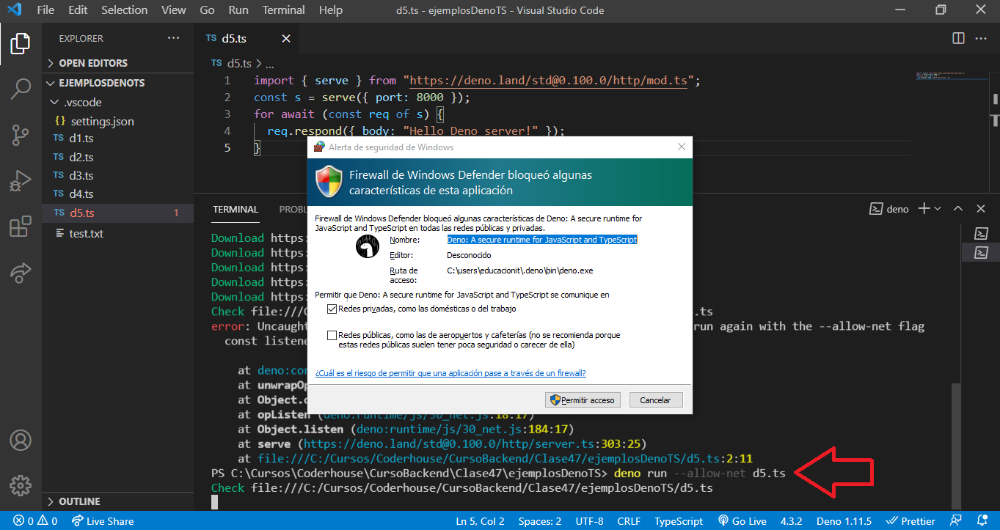 File Edit Selection View Go Run Terminal Help d5.ts - ejemplosDenoTS - Visual Studio Code
EXPLORER
OPEN EDITORS
EJEMPLOSDENOTS
.vscode
{} settings.json
TS d1.ts
TS d2.ts
TS d3.ts
TS d4.ts
TS d5.ts 1
test.txt
OUTLINE
TS d5.ts
TS d5.ts > ...
1 import { serve } from "https://deno.land/std@0.100.0/http/mod.ts";
2 const s = serve({ port: 8000 });
3 for await (const req of s) {
4 req.respond({ body: "Hello Deno server!" });
5 }
TERMINAL PROBL
deno
Download https:
Download https:
Download https:
Download https:
Download https:
Check file:///C .ts
error: Uncaught run again with the --allow-net flag
const listene
at deno:cor
at unwrapOp
at Object.
at opListen (deno:runtime/js/30_net.js:18:17)
at Object.listen (deno:runtime/js/30_net.js:184:17)
at serve (https://deno.land/std@0.100.0/http/server.ts:303:25)
at file:///C:/Cursos/Coderhouse/CursoBackend/Clase47/ejemplosDenoTS/d5.ts:2:11
PS C:\Cursos\Coderhouse\CursoBackend\Clase47\ejemplosDenoTS> deno run --allow-net d5.ts
Check file:///C:/Cursos/Coderhouse/CursoBackend/Clase47/ejemplosDenoTS/d5.ts
Alerta de seguridad de Windows
Firewall de Windows Defender bloqueó algunas
características de esta aplicación
Firewall de Windows Defender bloqueó algunas características de Deno: A secure runtime for
JavaScript and TypeScript en todas las redes públicas y privadas.
Nombre: Deno: A secure runtime for JavaScript and TypeScript
Editor: Desconocido
Ruta de C:\users\educacionit\.deno\bin\deno.exe
acceso:
Permitir que Deno: A secure runtime for JavaScript and TypeScript se comunique en
Redes privadas, como las domésticas o del trabajo
Redes públicas, como las de aeropuertos y cafeterías (no se recomienda porque
estas redes públicas suelen tener poca seguridad o carecer de ella)
¿Cuál es el riesgo de permitir que una aplicación pase a través de un firewall?
Permitir acceso Cancelar
0 0 Live Share Ln 5, Col 2 Spaces: 2 UTF-8 CRLF TypeScript Go Live 4.3.2 Deno 1.11.5 Prettier